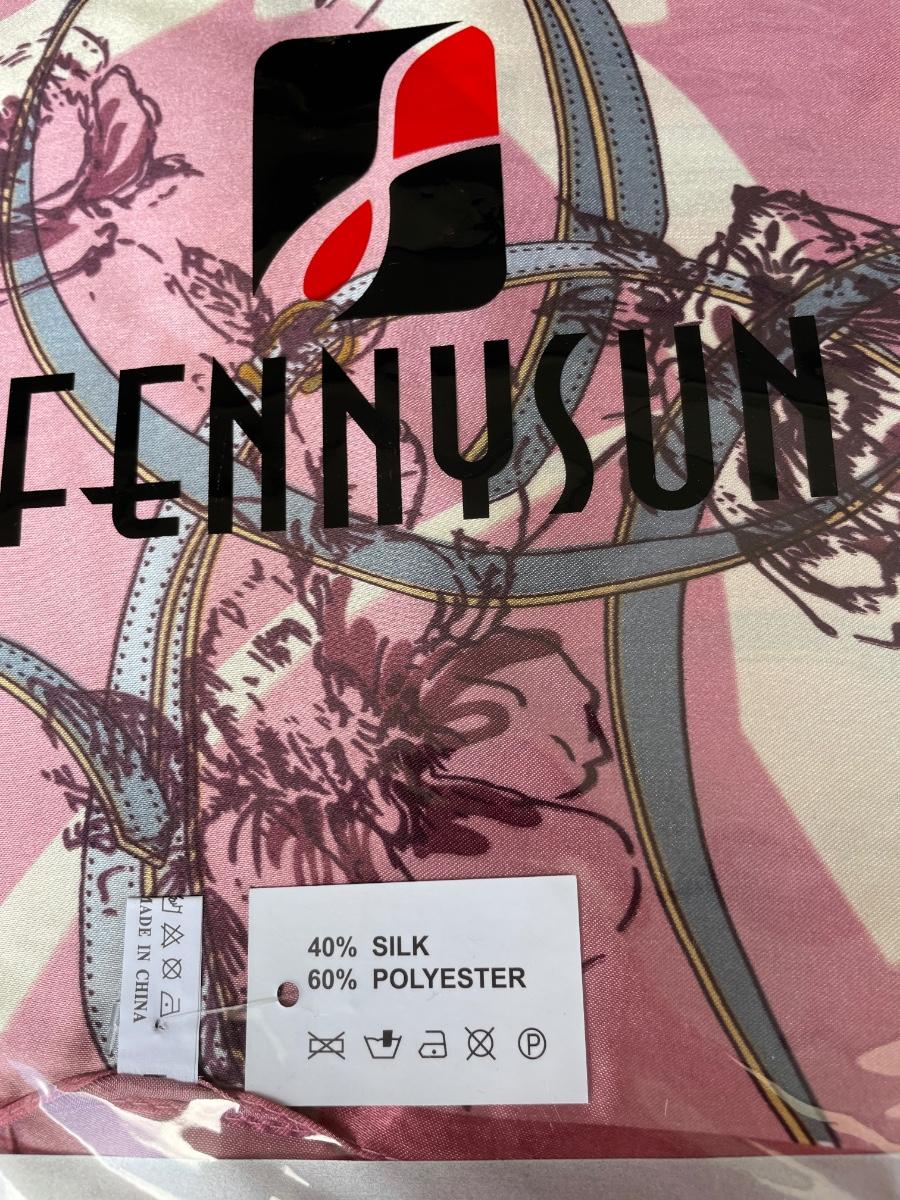 FENNYSUN
40% SILK
60% POLYESTER
P
MADE IN CHINA